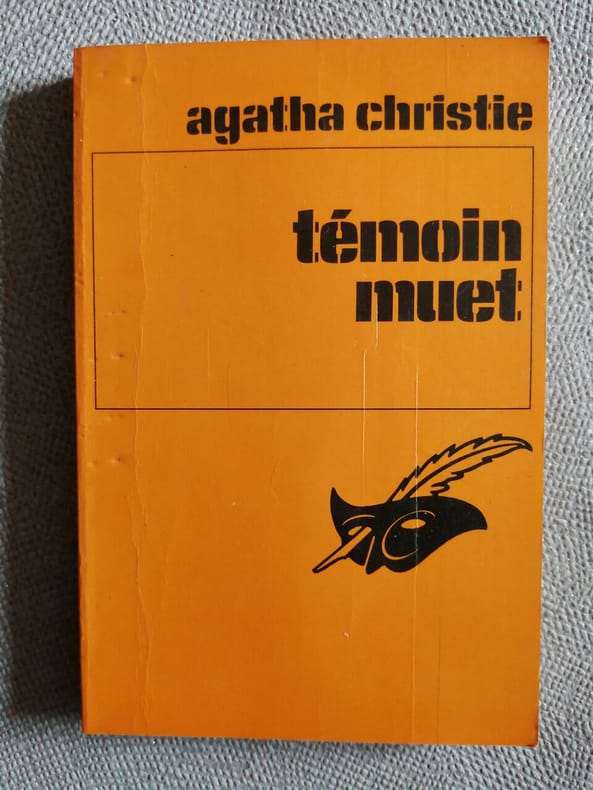 agatha christie
témoin
muet